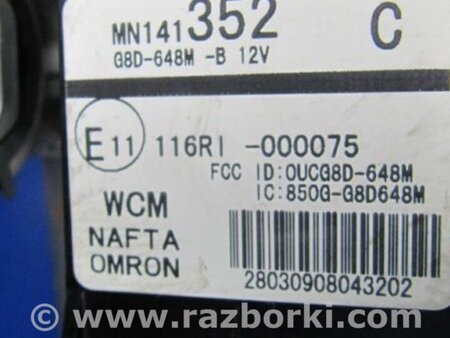 MN141352 C
G8D-648M -B 12V
E11 116RI -000075
FCC ID:OUCG8D-648M
IC:850G-G8D648M
WCM
NAFTA
OMRON
28030908043202
© www.razborki.com